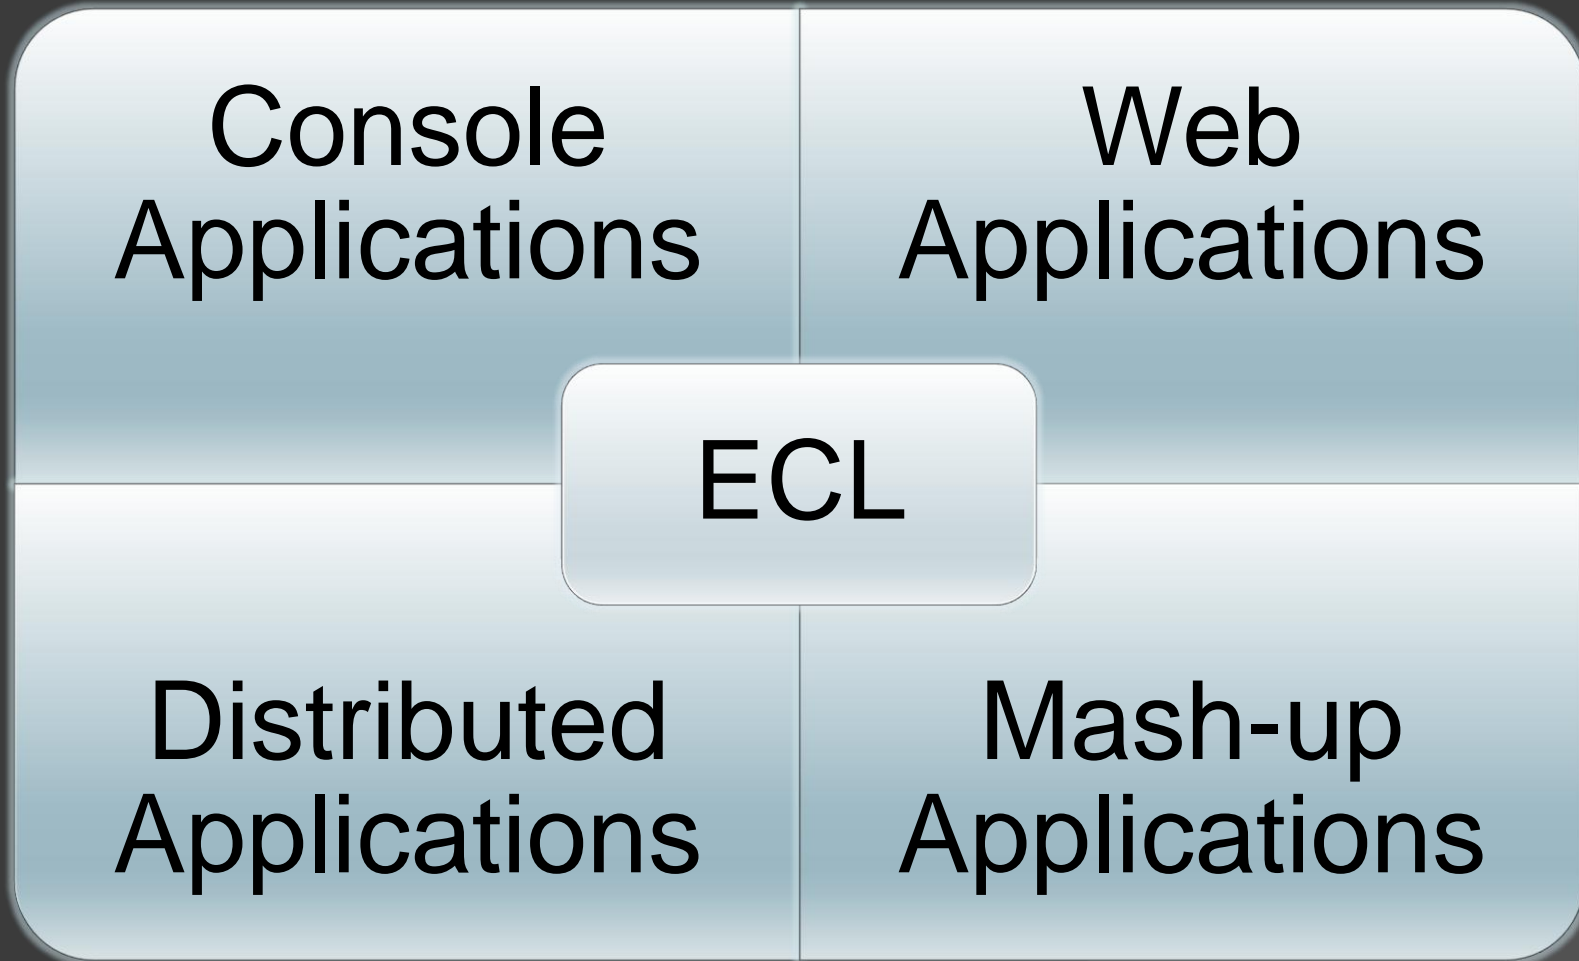 Console
Applications
Web
Applications
ECL
Distributed
Applications
Mash-up
Applications